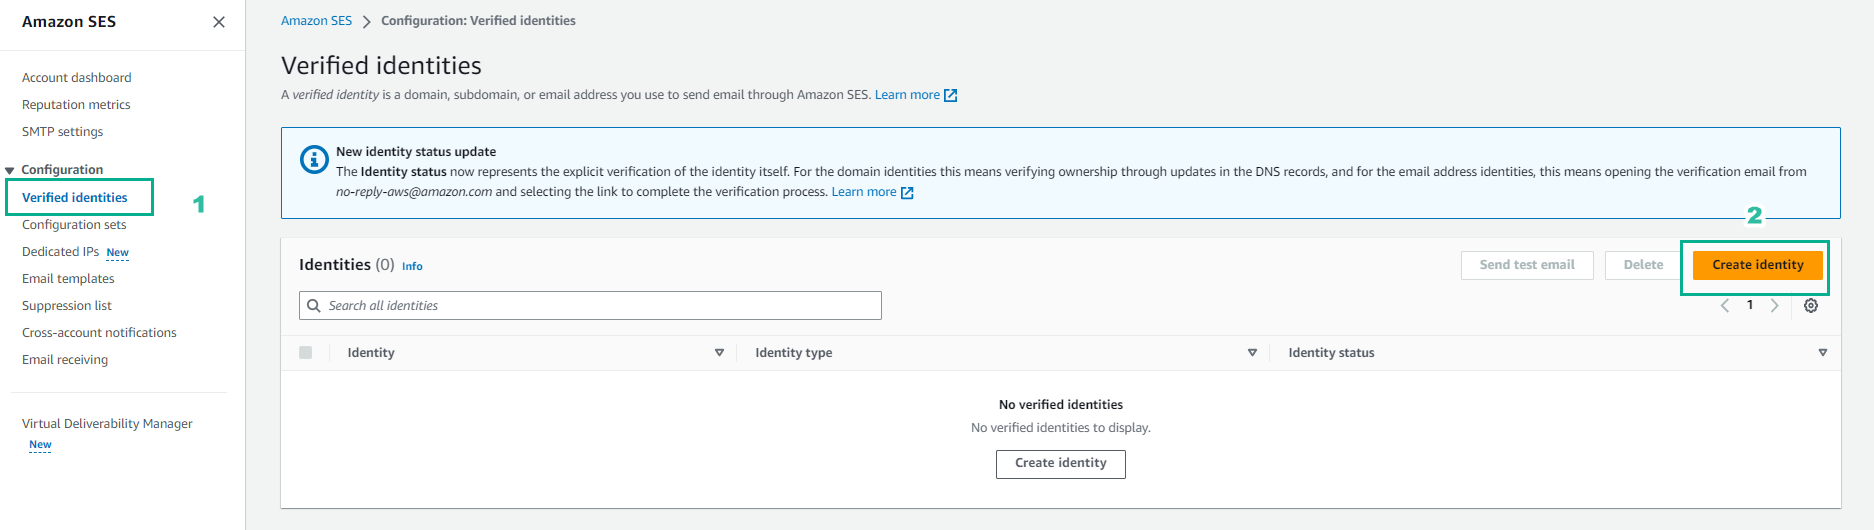 Amazon SES
Account dashboard
Reputation metrics
SMTP settings
Configuration
Verified identities
1
Configuration sets
Dedicated IPs New
Email templates
Suppression list
Cross-account notifications
Email receiving
Virtual Deliverability Manager
New
Amazon SES Configuration: Verified identities
Verified identities
A verified identity is a domain, subdomain, or email address you use to send email through Amazon SES. Learn more
New identity status update
The Identity status now represents the explicit verification of the identity itself. For the domain identities this means verifying ownership through updates in the DNS records, and for the email address identities, this means opening the verification email from
no-reply-aws@amazon.com and selecting the link to complete the verification process. Learn more
2
Identities (0) Info
Send test email Delete Create identity
Search all identities
1
Identity Identity type Identity status
No verified identities
No verified identities to display.
Create identity